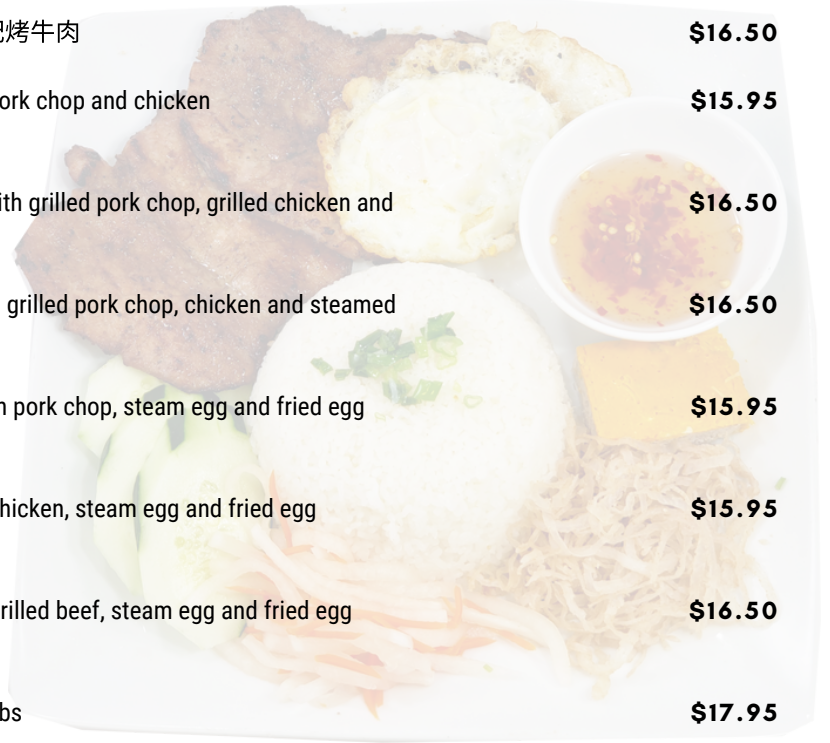 烤牛肉 $16.50
ork chop and chicken $15.95
ith grilled pork chop, grilled chicken and $16.50
grilled pork chop, chicken and steamed $16.50
pork chop, steam egg and fried egg $15.95
hicken, steam egg and fried egg $15.95
rilled beef, steam egg and fried egg $16.50
bs $17.95